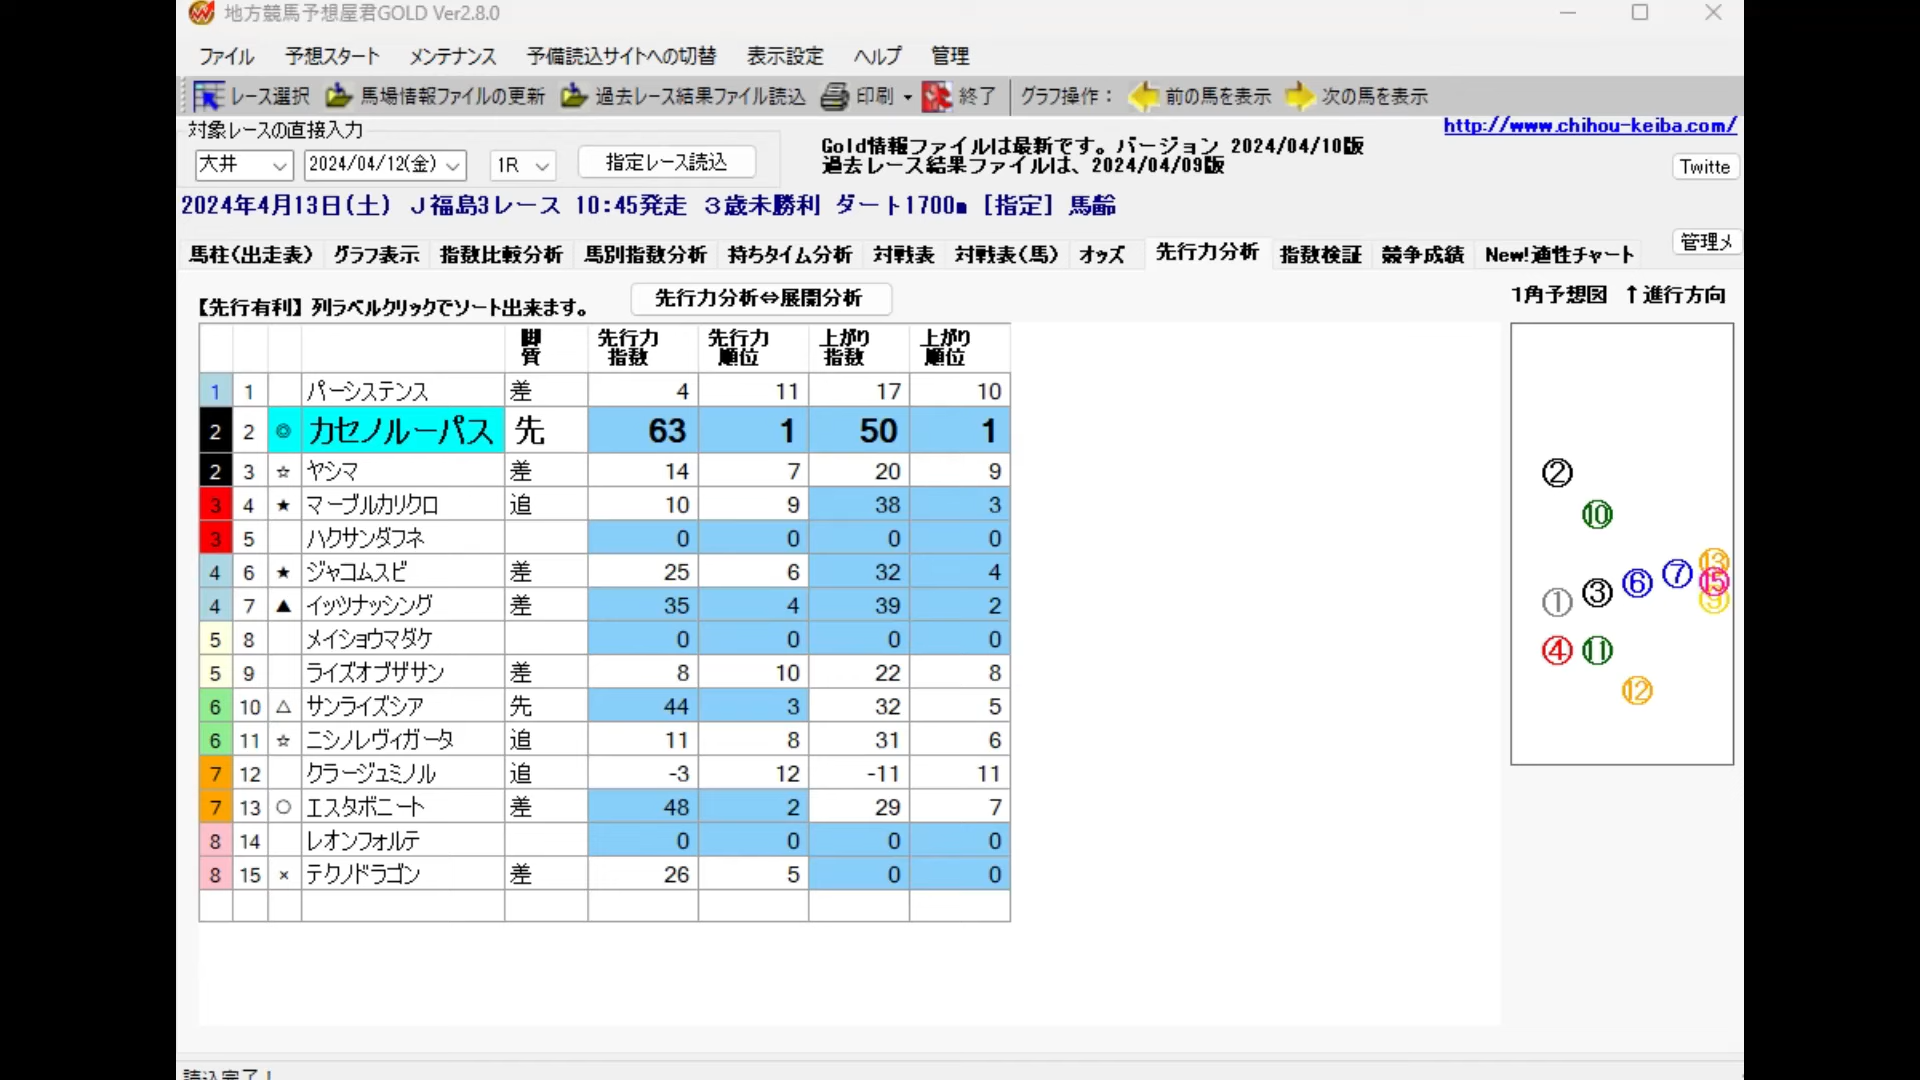 地方競馬予想屋君GOLD Ver2.8.0
ファイル 予想スタート メンテナンス 予備読込サイトへの切替 表示設定 ヘルプ 管理
レース選択 馬場情報ファイルの更新 過去レース結果ファイル読込 印刷 終了 グラフ操作： 前の馬を表示 次の馬を表示
対象レースの直接入力
http://www.chihou-keiba.com/
大井 2024/04/12(金) 1R 指定レース読込
Gold情報ファイルは最新です。バージョン 2024/04/10版
過去レース結果ファイルは、2024/04/09版
Twitte
2024年4月13日(土) Ｊ福島3レース 10:45発走 ３歳未勝利 ダート1700m [指定] 馬齢
管理メ
馬柱(出走表) グラフ表示 指数比較分析 馬別指数分析 持ちタイム分析 対戦表 対戦表(馬) オッズ 先行力分析 指数検証 競争成績 New!適性チャート
【先行有利】列ラベルクリックでソート出来ます。 先行力分析⇔展開分析
1角予想図 ↑進行方向
脚質 先行力指数 先行力順位 上がり指数 上がり順位
1 1 パーシステンス 差 4 11 17 10
2 2 ◎ カセノルーパス 先 63 1 50 1
2 3 ☆ ヤシマ 差 14 7 20 9
3 4 ★ マーブルカリクロ 追 10 9 38 3
3 5 ハクサンダフネ 0 0 0 0
4 6 ★ ジャコムスビ 差 25 6 32 4
4 7 ▲ イッツナッシング 差 35 4 39 2
5 8 メイショウマダケ 0 0 0 0
5 9 ライズオブザサン 差 8 10 22 8
6 10 △ サンライズシア 先 44 3 32 5
6 11 ☆ ニシノレヴィガータ 追 11 8 31 6
7 12 クラージュミノル 追 -3 12 -11 11
7 13 ○ エスタボニート 差 48 2 29 7
8 14 レオンフォルテ 0 0 0 0
8 15 × テクノドラゴン 差 26 5 0 0
②
⑩
⑬
① ③ ⑥ ⑦ ⑮
⑨
④ ⑪
⑫
読込完了！